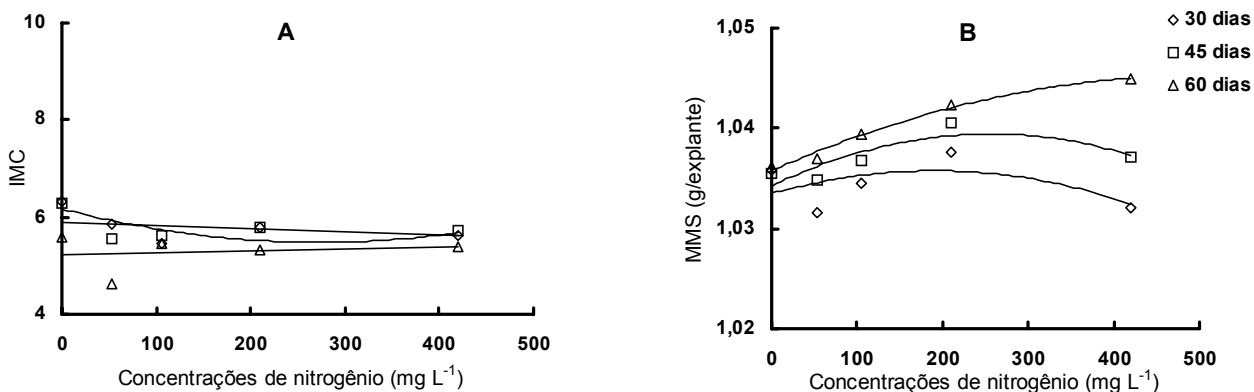 A
IMC
10
8
6
4
0
100
200
300
400
500
Concentrações de nitrogênio (mg L-1)
B
MMS (g/explante)
1,05
1,04
1,03
1,02
0
100
200
300
400
500
Concentrações de nitrogênio (mg L-1)
30 dias
45 dias
60 dias